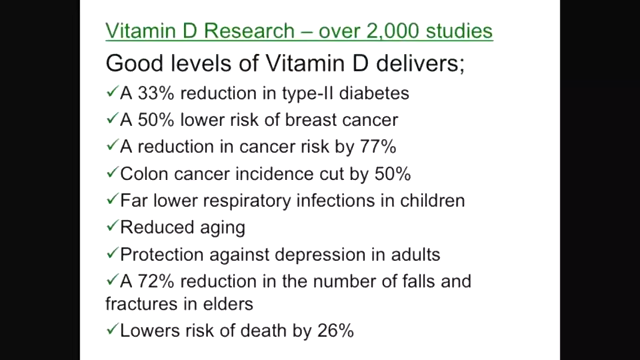 Vitamin D Research – over 2,000 studies
Good levels of Vitamin D delivers;
✓A 33% reduction in type-II diabetes
✓A 50% lower risk of breast cancer
✓A reduction in cancer risk by 77%
✓Colon cancer incidence cut by 50%
✓Far lower respiratory infections in children
✓Reduced aging
✓Protection against depression in adults
✓A 72% reduction in the number of falls and
fractures in elders
✓Lowers risk of death by 26%